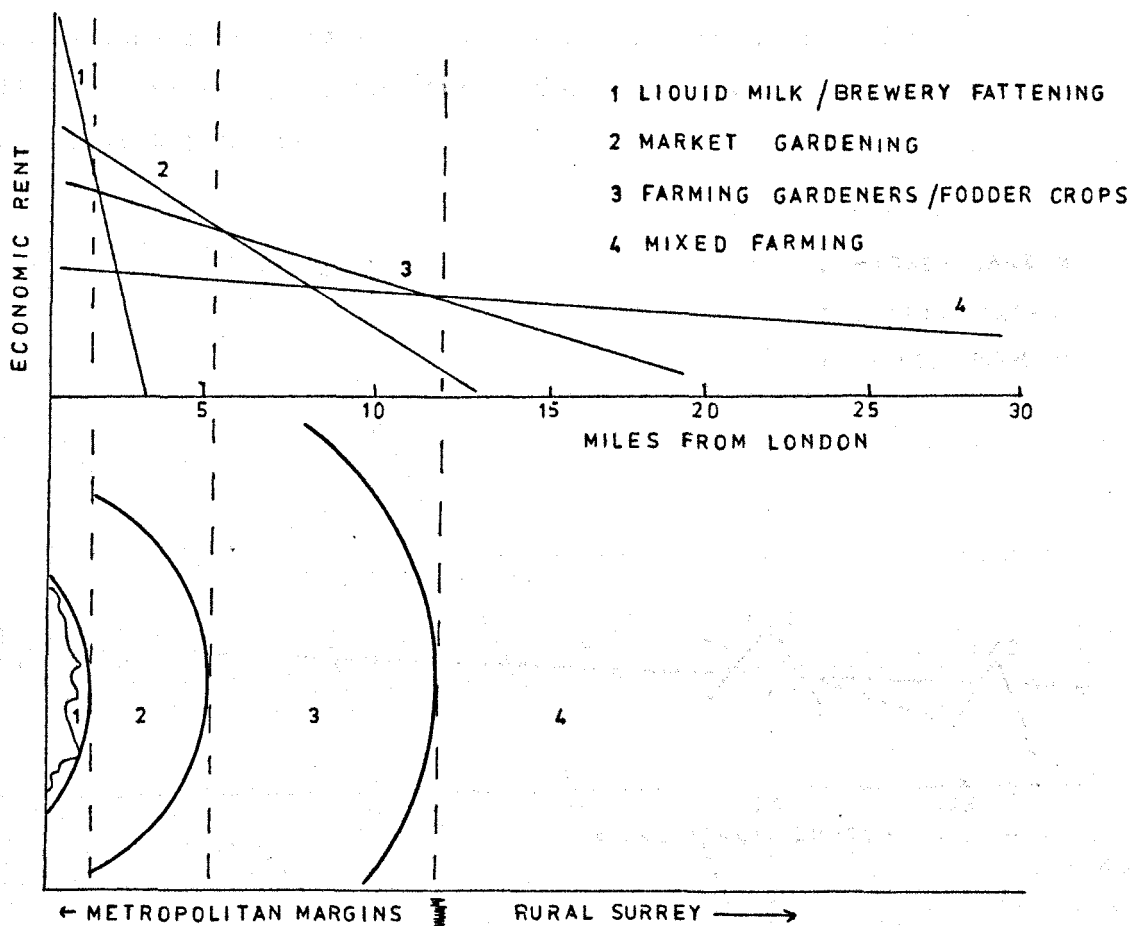 1 LIQUID MILK / BREWERY FATTENING
2 MARKET GARDENING
3 FARMING GARDENERS / FODDER CROPS
4 MIXED FARMING
ECONOMIC RENT
1
2
3
4
5 10 15 20 25 30
MILES FROM LONDON
1 2 3 4
← METROPOLITAN MARGINS RURAL SURREY →